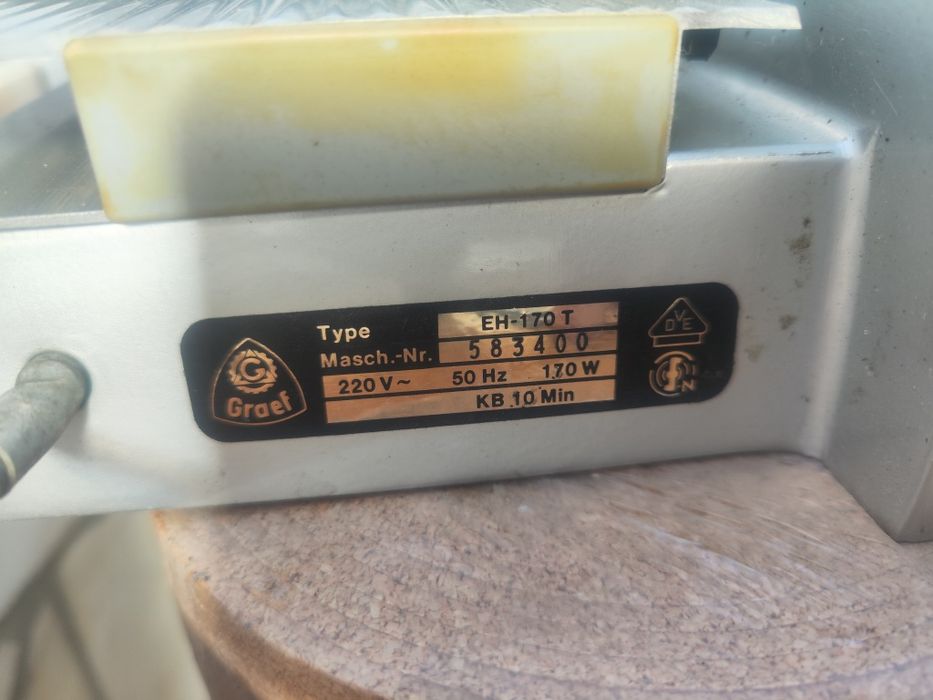 Type EH-170 T
Masch.-Nr. 583400
220 V~ 50 Hz 170 W
KB 10 Min
G
Graef
VDE
N